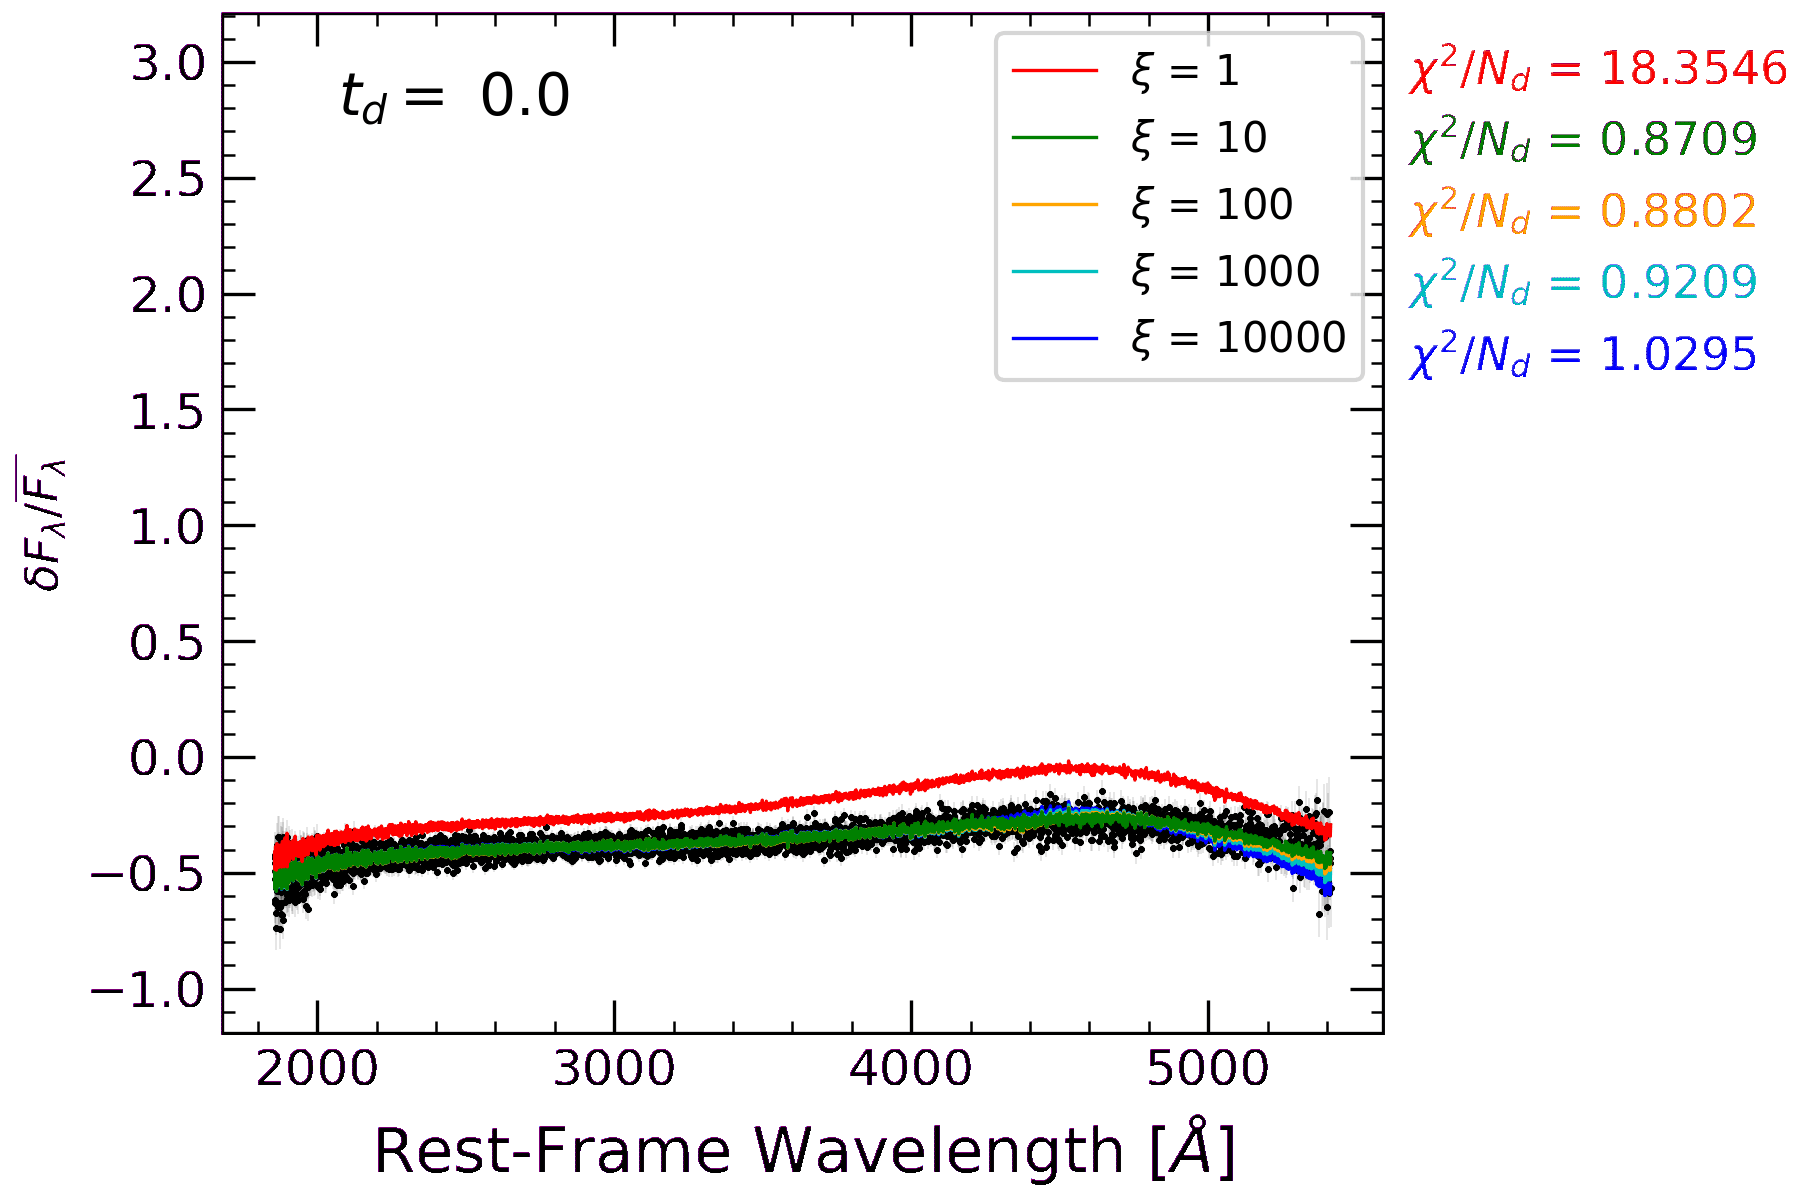 t_d = 0.0
ξ = 1
ξ = 10
ξ = 100
ξ = 1000
ξ = 10000
χ²/N_d = 18.3546
χ²/N_d = 0.8709
χ²/N_d = 0.8802
χ²/N_d = 0.9209
χ²/N_d = 1.0295
3.0
2.5
2.0
1.5
1.0
0.5
0.0
−0.5
−1.0
δF_λ/F̅_λ
2000 3000 4000 5000
Rest-Frame Wavelength [Å]